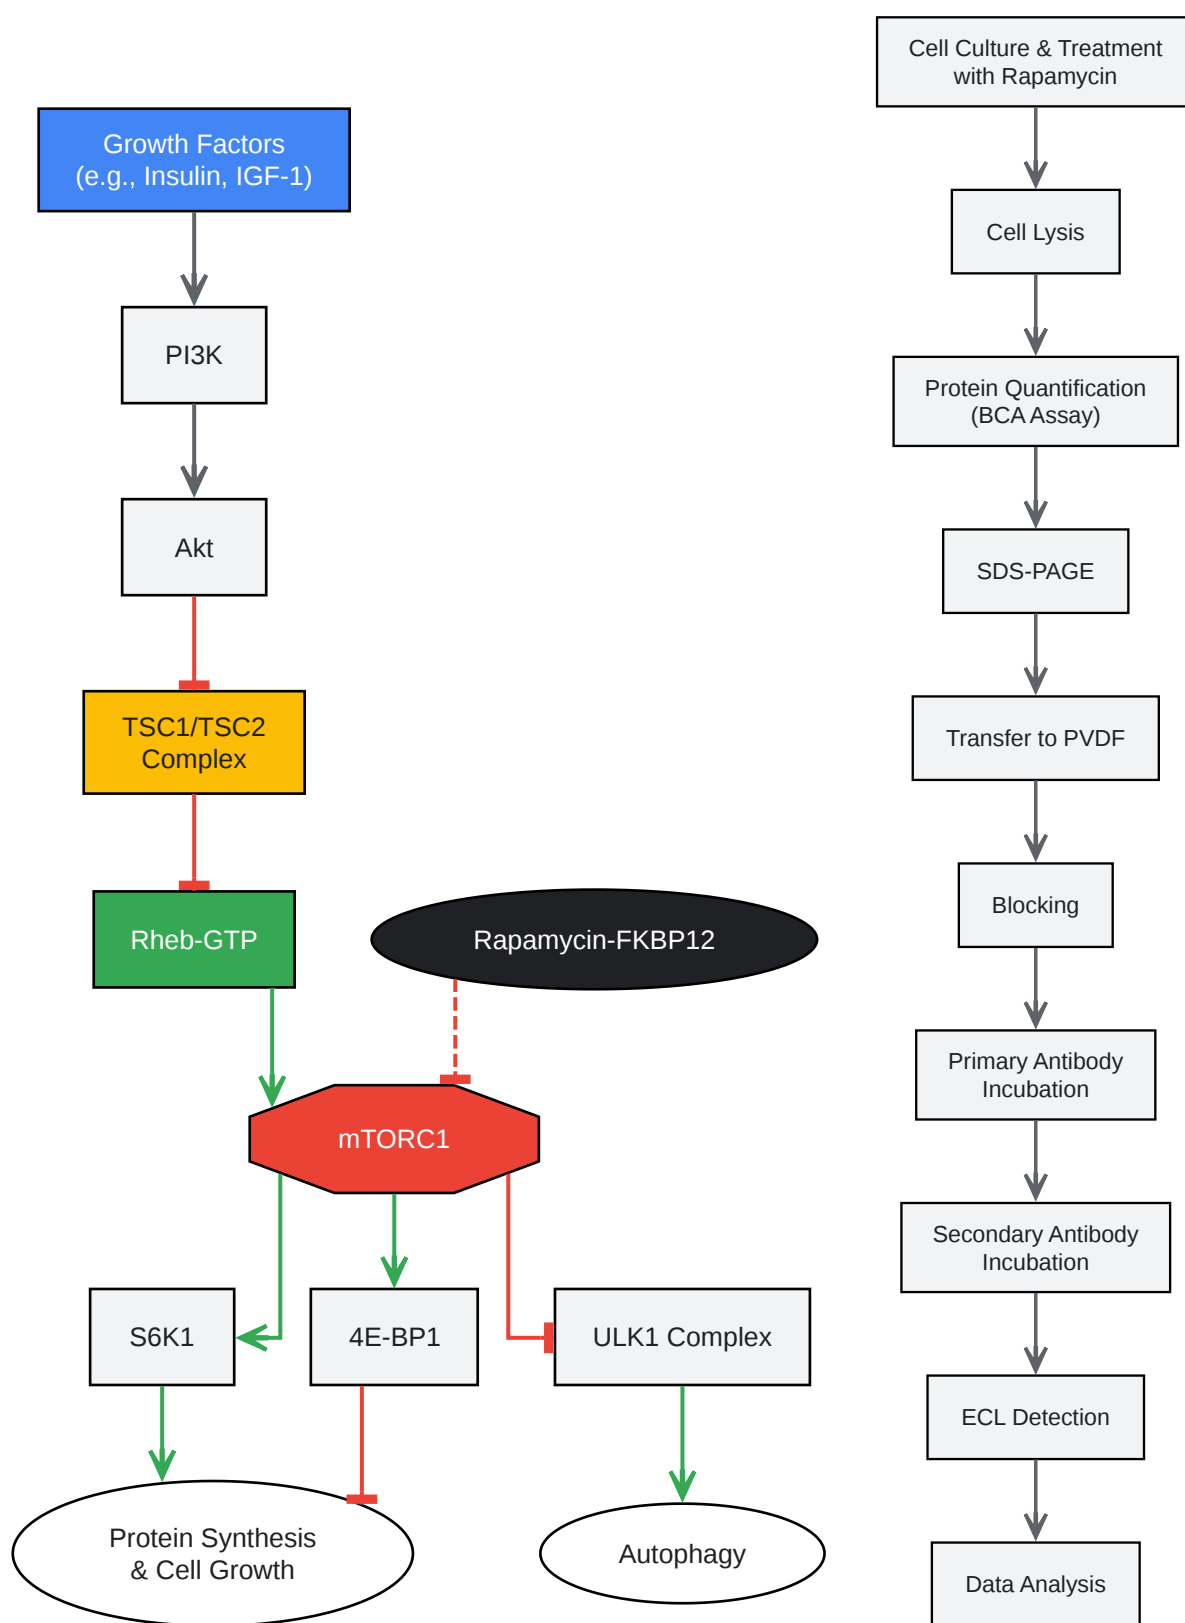 Growth Factors
(e.g., Insulin, IGF-1)
PI3K
Akt
TSC1/TSC2
Complex
Rheb-GTP
Rapamycin-FKBP12
mTORC1
S6K1
4E-BP1
ULK1 Complex
Protein Synthesis
& Cell Growth
Autophagy
Cell Culture & Treatment
with Rapamycin
Cell Lysis
Protein Quantification
(BCA Assay)
SDS-PAGE
Transfer to PVDF
Blocking
Primary Antibody
Incubation
Secondary Antibody
Incubation
ECL Detection
Data Analysis